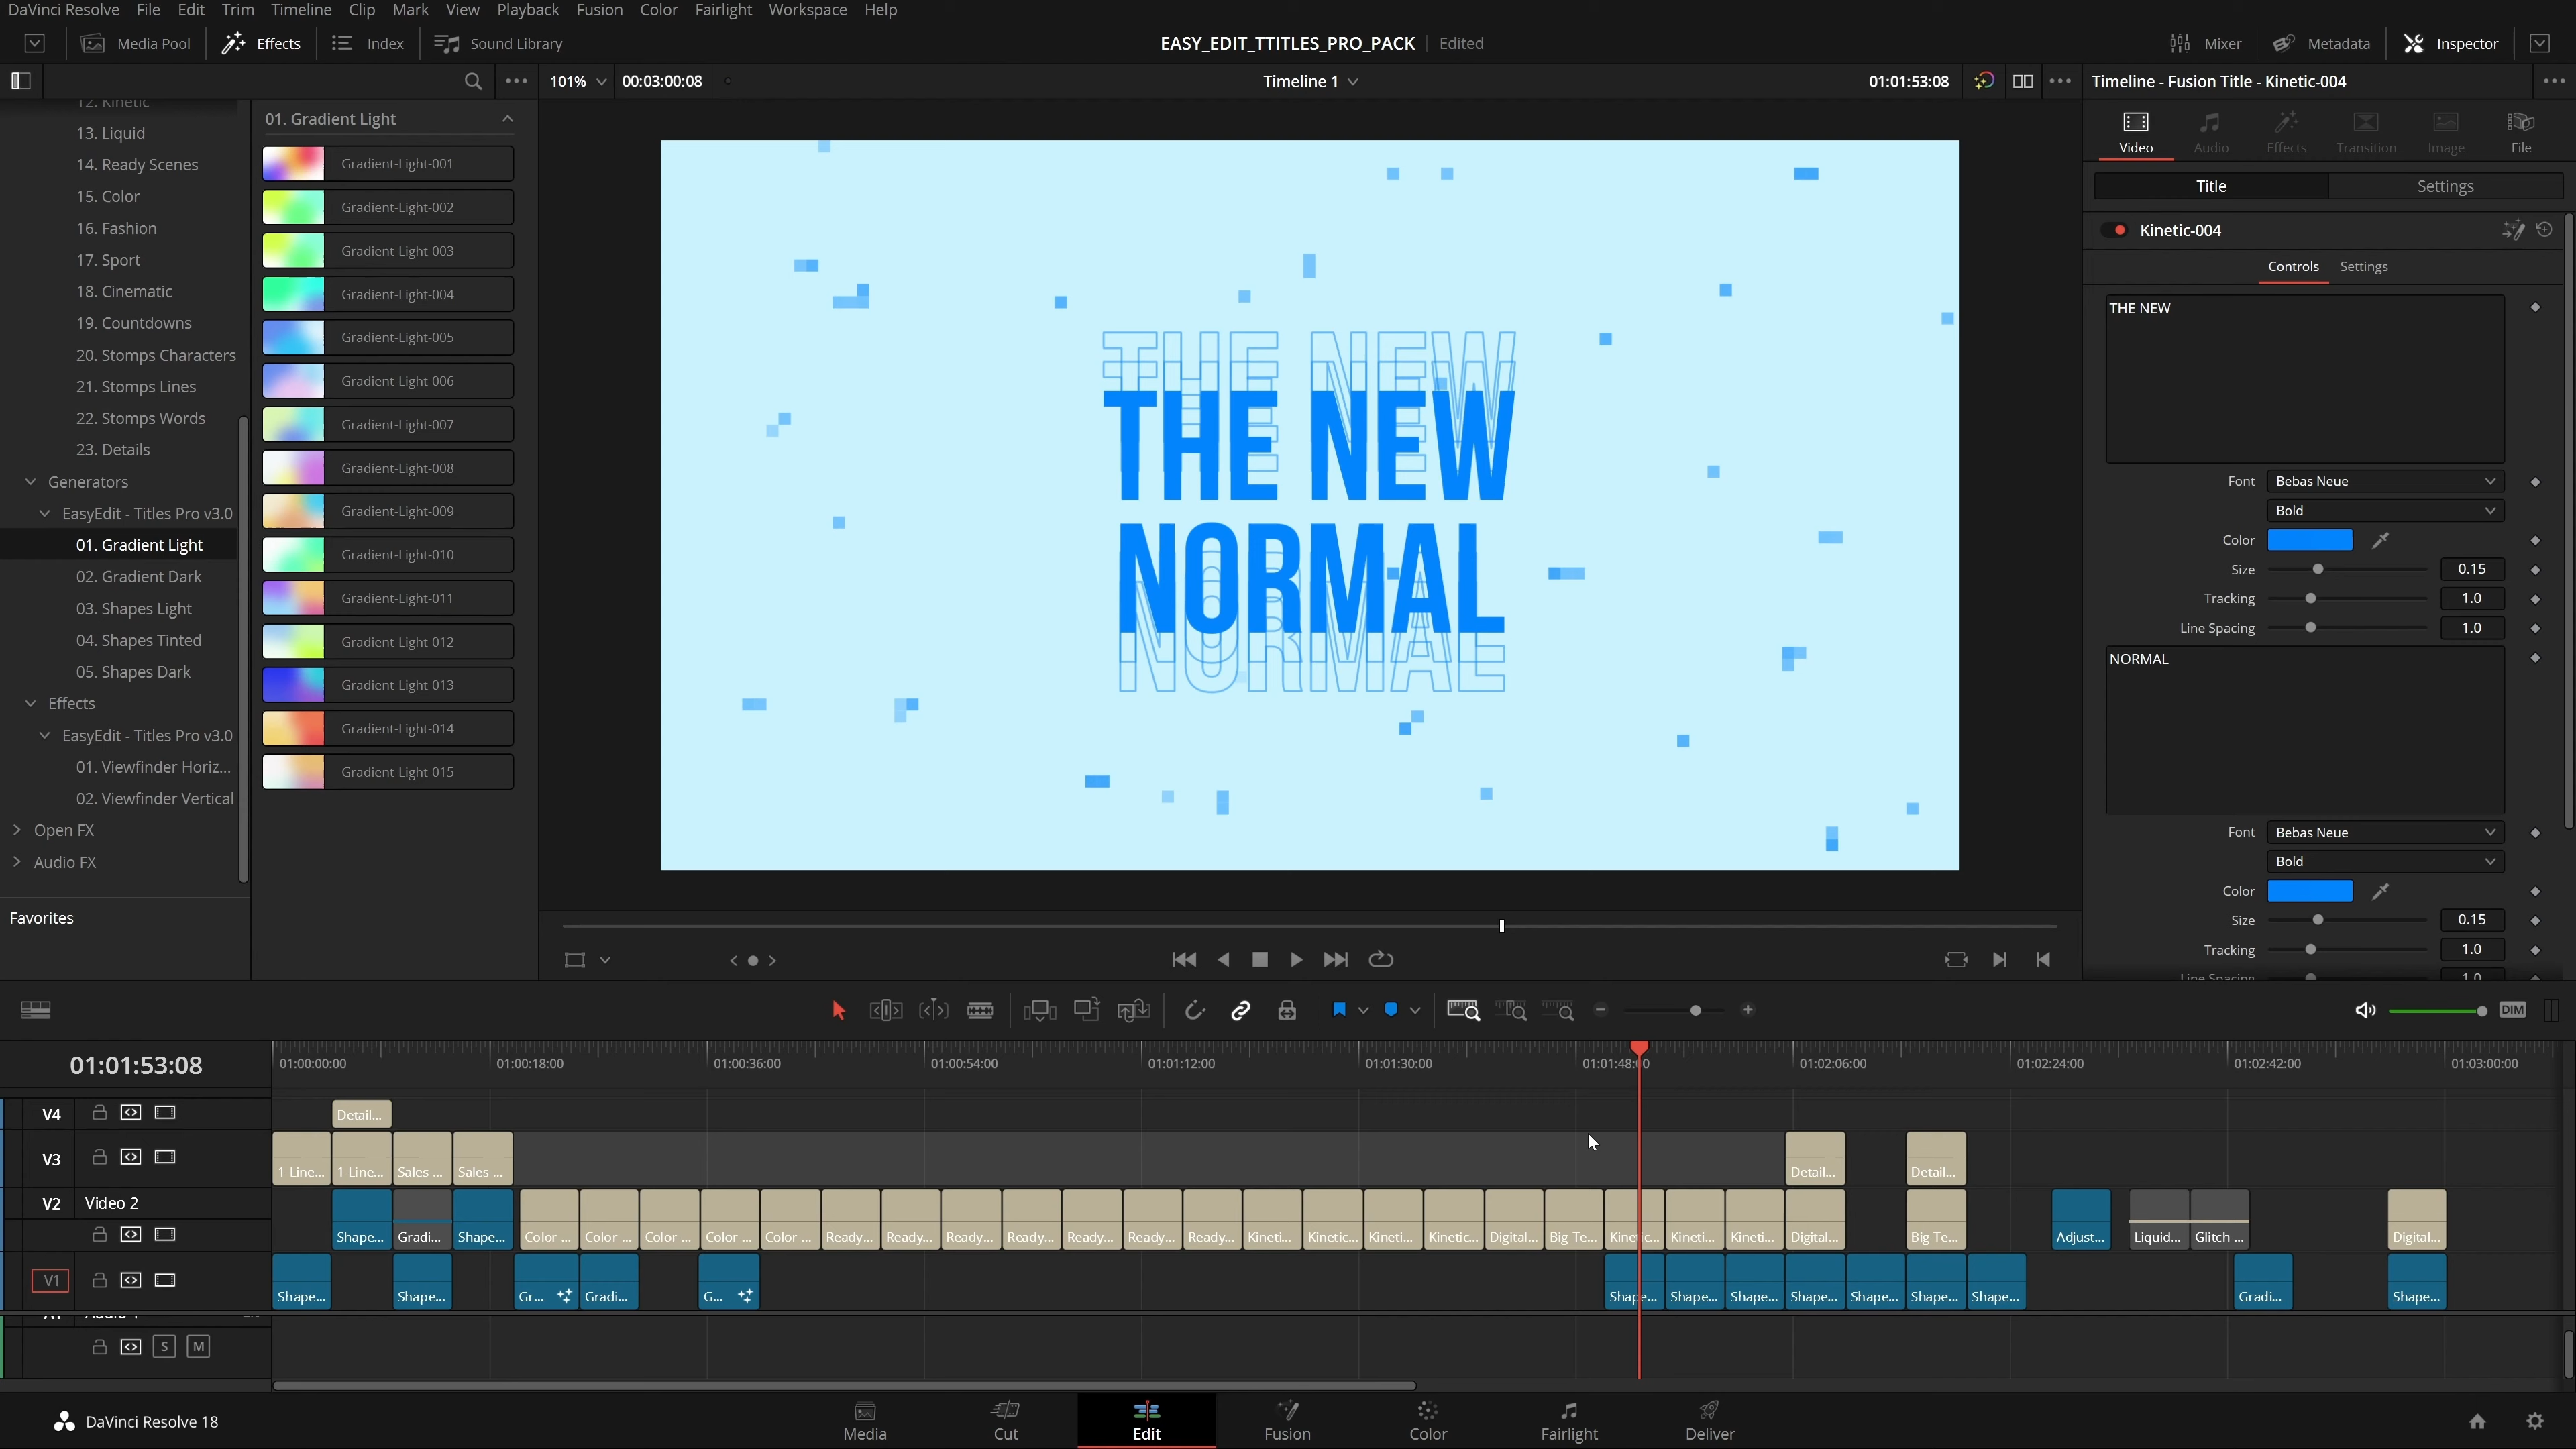 DaVinci Resolve File Edit Trim Timeline Clip Mark View Playback Fusion Color Fairlight Workspace Help
Media Pool Effects Index Sound Library EASY_EDIT_TTITLES_PRO_PACK Edited Mixer Metadata Inspector
101% 00:03:00:08 Timeline 1 01:01:53:08 Timeline - Fusion Title - Kinetic-004
12. Kinetic
13. Liquid
14. Ready Scenes
15. Color
16. Fashion
17. Sport
18. Cinematic
19. Countdowns
20. Stomps Characters
21. Stomps Lines
22. Stomps Words
23. Details
Generators
EasyEdit - Titles Pro v3.0
01. Gradient Light
02. Gradient Dark
03. Shapes Light
04. Shapes Tinted
05. Shapes Dark
Effects
EasyEdit - Titles Pro v3.0
01. Viewfinder Horiz...
02. Viewfinder Vertical
Open FX
Audio FX
Favorites
01. Gradient Light
Gradient-Light-001
Gradient-Light-002
Gradient-Light-003
Gradient-Light-004
Gradient-Light-005
Gradient-Light-006
Gradient-Light-007
Gradient-Light-008
Gradient-Light-009
Gradient-Light-010
Gradient-Light-011
Gradient-Light-012
Gradient-Light-013
Gradient-Light-014
Gradient-Light-015
THE NEW
THE NEW
NORMAL
NORMAL
Video Audio Effects Transition Image File
Title Settings
Kinetic-004
Controls Settings
THE NEW
Font Bebas Neue
Bold
Color
Size 0.15
Tracking 1.0
Line Spacing 1.0
NORMAL
Font Bebas Neue
Bold
Color
Size 0.15
Tracking 1.0
Line Spacing 1.0
DIM
01:01:53:08 01:00:00:00 01:00:18:00 01:00:36:00 01:00:54:00 01:01:12:00 01:01:30:00 01:01:48:00 01:02:06:00 01:02:24:00 01:02:42:00 01:03:00:00
V4 Detail...
V3 1-Line... 1-Line... Sales-... Sales-... Detail... Detail...
V2 Video 2
Shape... Gradi... Shape... Color-... Color-... Color-... Color-... Color-... Ready... Ready... Ready... Ready... Ready... Ready... Ready... Kineti... Kinetic... Kineti... Kinetic... Digital... Big-Te... Kinetic... Kineti... Kineti... Digital... Big-Te... Adjust... Liquid... Glitch-... Digital...
V1 Shape... Shape... Gr... Gradi... G... Shape... Shape... Shape... Shape... Shape... Shape... Shape... Gradi... Shape...
S M
DaVinci Resolve 18 Media Cut Edit Fusion Color Fairlight Deliver